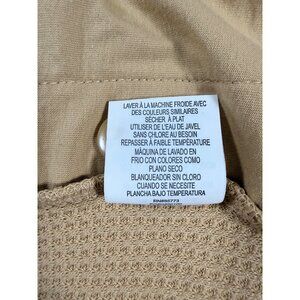 LAVER À LA MACHINE FROIDE AVEC
DES COULEURS SIMILAIRES
SÉCHER À PLAT
UTILISER DE L'EAU DE JAVEL
SANS CHLORE AU BESOIN
REPASSER À FAIBLE TEMPÉRATURE
MÁQUINA DE LAVADO EN
FRIO CON COLORES COMO
PLANO SECO
BLANQUEADOR SIN CLORO
CUANDO SE NECESITE
PLANCHA BAJO TEMPERATURA